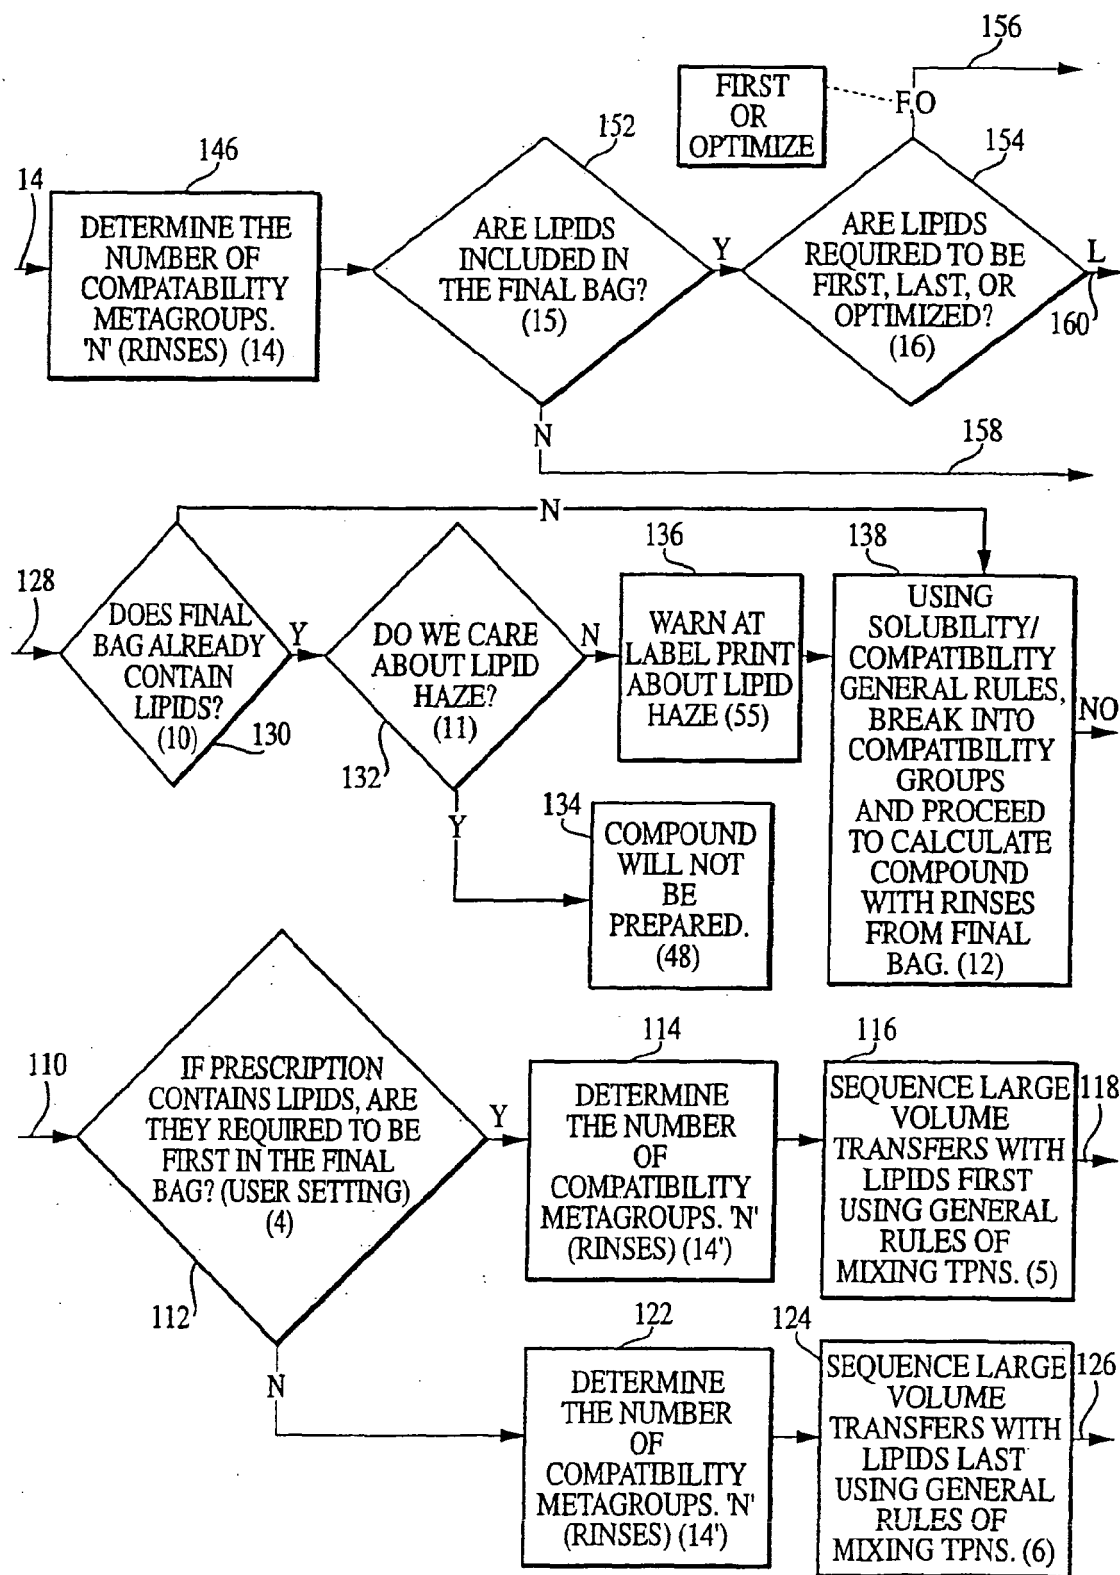 156
FIRST
OR
OPTIMIZE
F,O
152
154
146
14
DETERMINE THE
NUMBER OF
COMPATABILITY
METAGROUPS.
'N' (RINSES) (14)
ARE LIPIDS
INCLUDED IN
THE FINAL BAG?
(15)
Y
ARE LIPIDS
REQUIRED TO BE
FIRST, LAST, OR
OPTIMIZED?
(16)
L
160
N
158
N
128
DOES FINAL
BAG ALREADY
CONTAIN
LIPIDS?
(10)
130
Y
DO WE CARE
ABOUT LIPID
HAZE?
(11)
132
N
136
WARN AT
LABEL PRINT
ABOUT LIPID
HAZE (55)
138
USING
SOLUBILITY/
COMPATIBILITY
GENERAL RULES,
BREAK INTO
COMPATIBILITY
GROUPS
AND PROCEED
TO CALCULATE
COMPOUND
WITH RINSES
FROM FINAL
BAG. (12)
NO
Y
134
COMPOUND
WILL NOT
BE
PREPARED.
(48)
110
IF PRESCRIPTION
CONTAINS LIPIDS, ARE
THEY REQUIRED TO BE
FIRST IN THE FINAL
BAG? (USER SETTING)
(4)
112
Y
114
DETERMINE
THE NUMBER
OF
COMPATIBILITY
METAGROUPS. 'N'
(RINSES) (14')
116
SEQUENCE LARGE
VOLUME
TRANSFERS WITH
LIPIDS FIRST
USING GENERAL
RULES OF
MIXING TPNS. (5)
118
N
122
DETERMINE
THE NUMBER
OF
COMPATIBILITY
METAGROUPS. 'N'
(RINSES) (14')
124
SEQUENCE LARGE
VOLUME
TRANSFERS WITH
LIPIDS LAST
USING GENERAL
RULES OF
MIXING TPNS. (6)
126